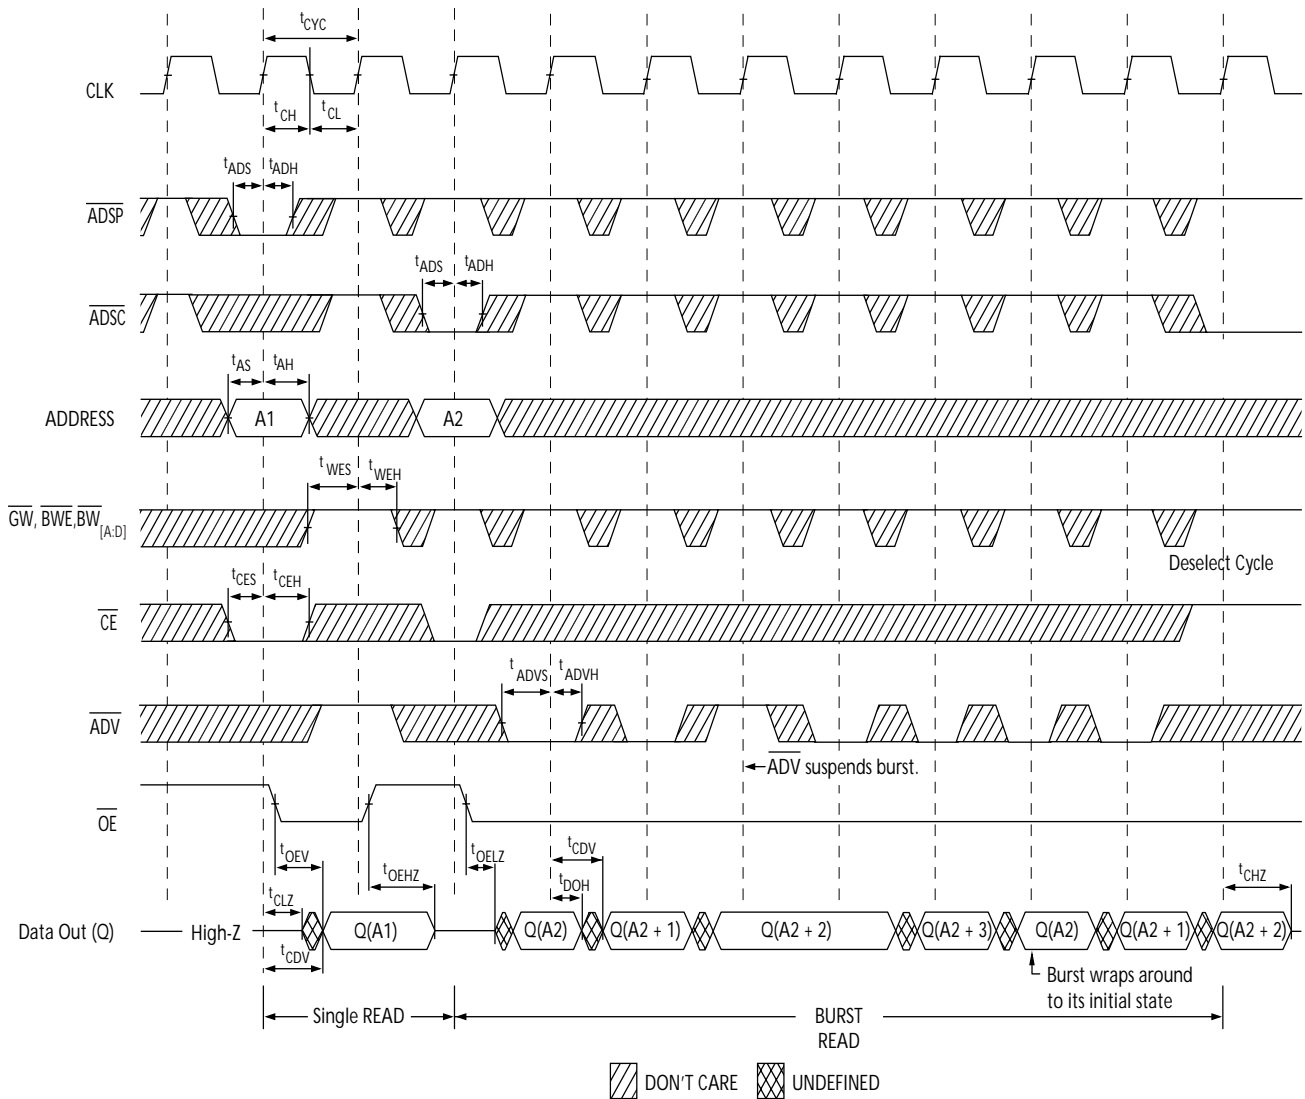 tCYC
CLK
tCH
tCL
tADS
tADH
ADSP
tADS
tADH
ADSC
tAS
tAH
ADDRESS
A1
A2
tWES
tWEH
GW, BWE,BW[A:D]
Deselect Cycle
tCES
tCEH
CE
tADVS
tADVH
ADV
ADV suspends burst.
OE
tOEV
tOEHZ
tOELZ
tCDV
tCHZ
tCLZ
tDOH
Data Out (Q)
High-Z
Q(A1)
Q(A2)
Q(A2 + 1)
Q(A2 + 2)
Q(A2 + 3)
Q(A2)
Q(A2 + 1)
Q(A2 + 2)
tCDV
Burst wraps around
to its initial state
Single READ
BURST
READ
DON'T CARE
UNDEFINED